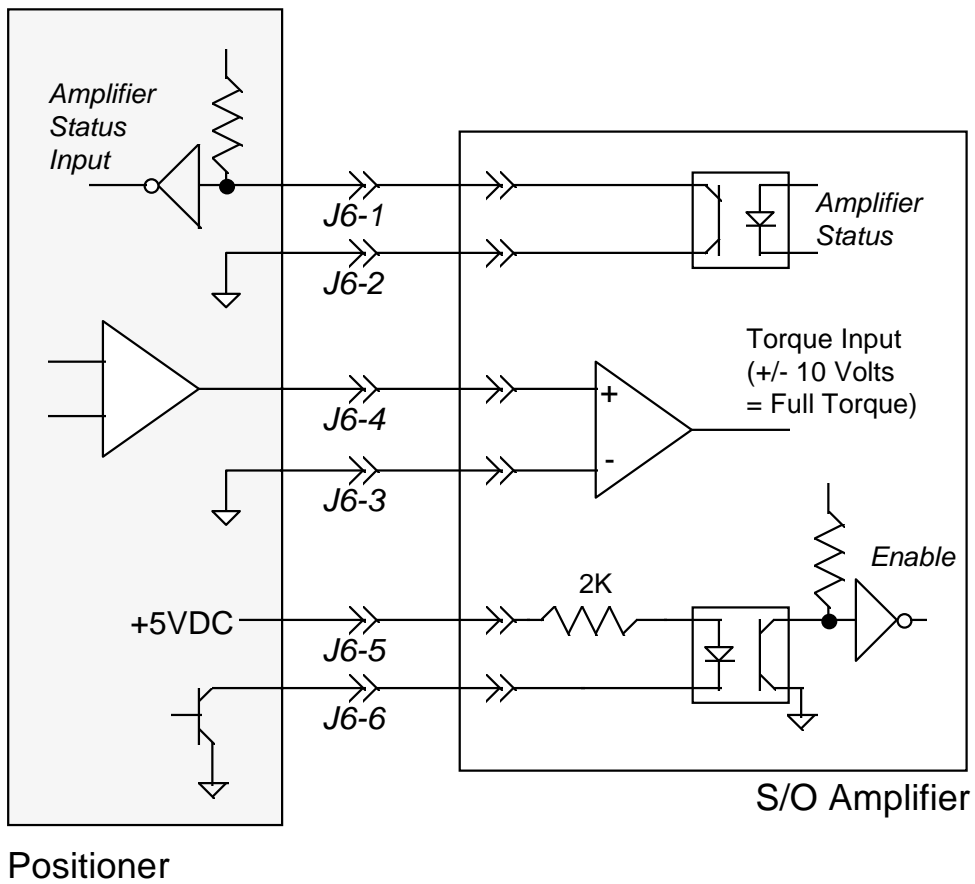 Amplifier
Status
Input
J6-1
J6-2
Amplifier
Status
J6-4
J6-3
+
-
Torque Input
(+/- 10 Volts
= Full Torque)
Enable
2K
+5VDC
J6-5
J6-6
S/O Amplifier
Positioner